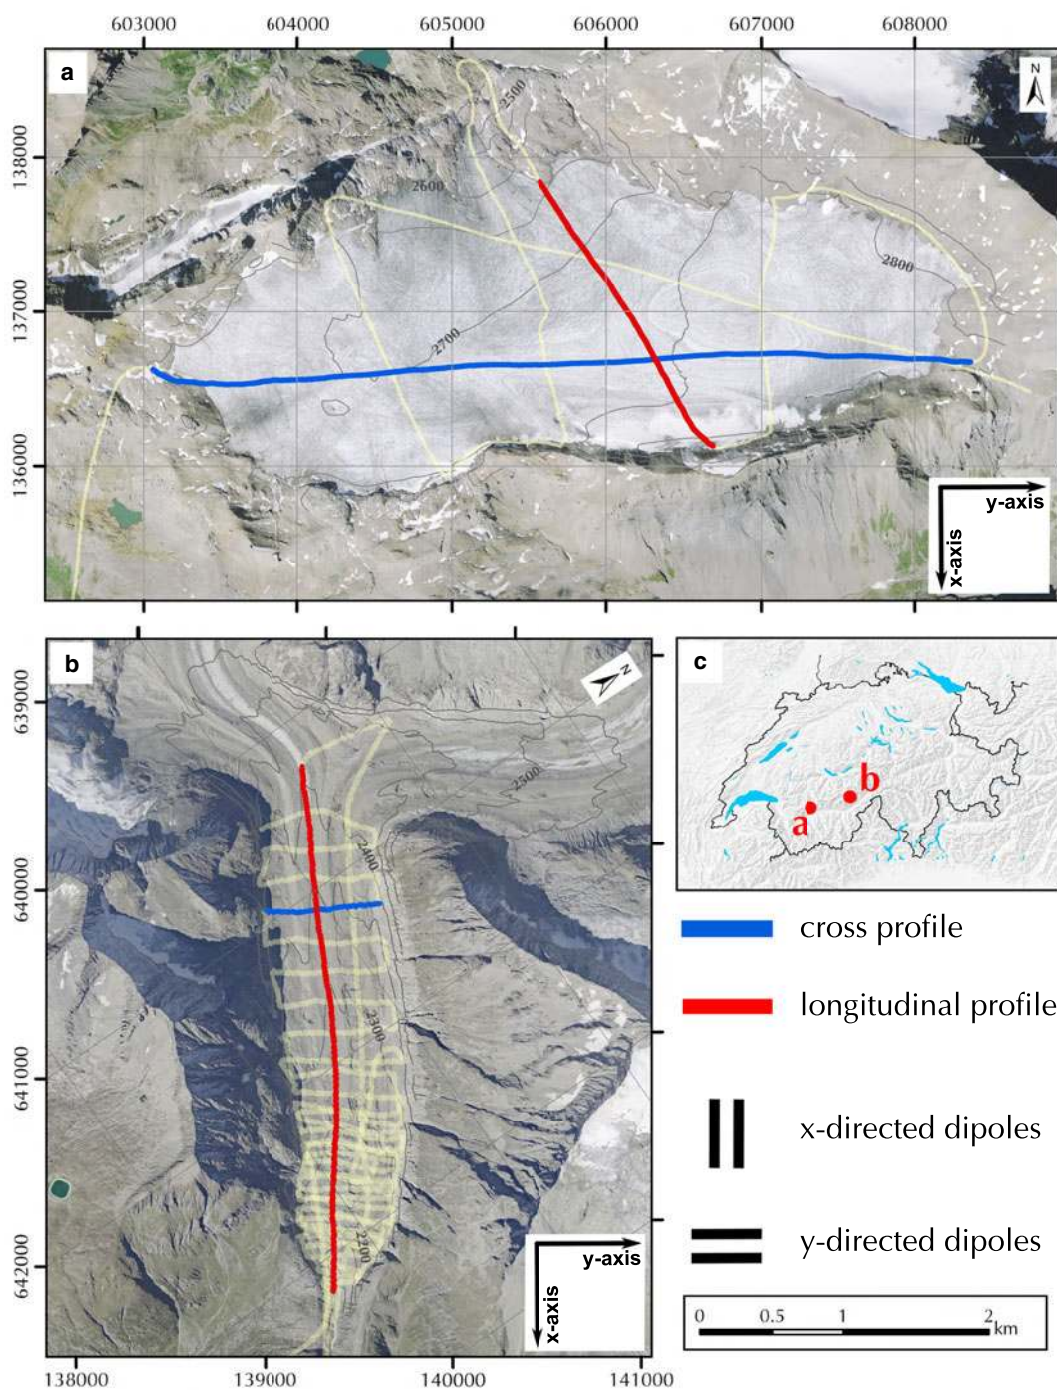 603000 604000 605000 606000 607000 608000
a
N
2500
138000
2600
2800
137000
2700
136000
y-axis
x-axis
b
N
c
639000
2500
2400
b
a
640000
cross profile
longitudinal profile
2300
641000
x-directed dipoles
2200
y-directed dipoles
642000
y-axis
x-axis
0 0.5 1 2
km
138000 139000 140000 141000